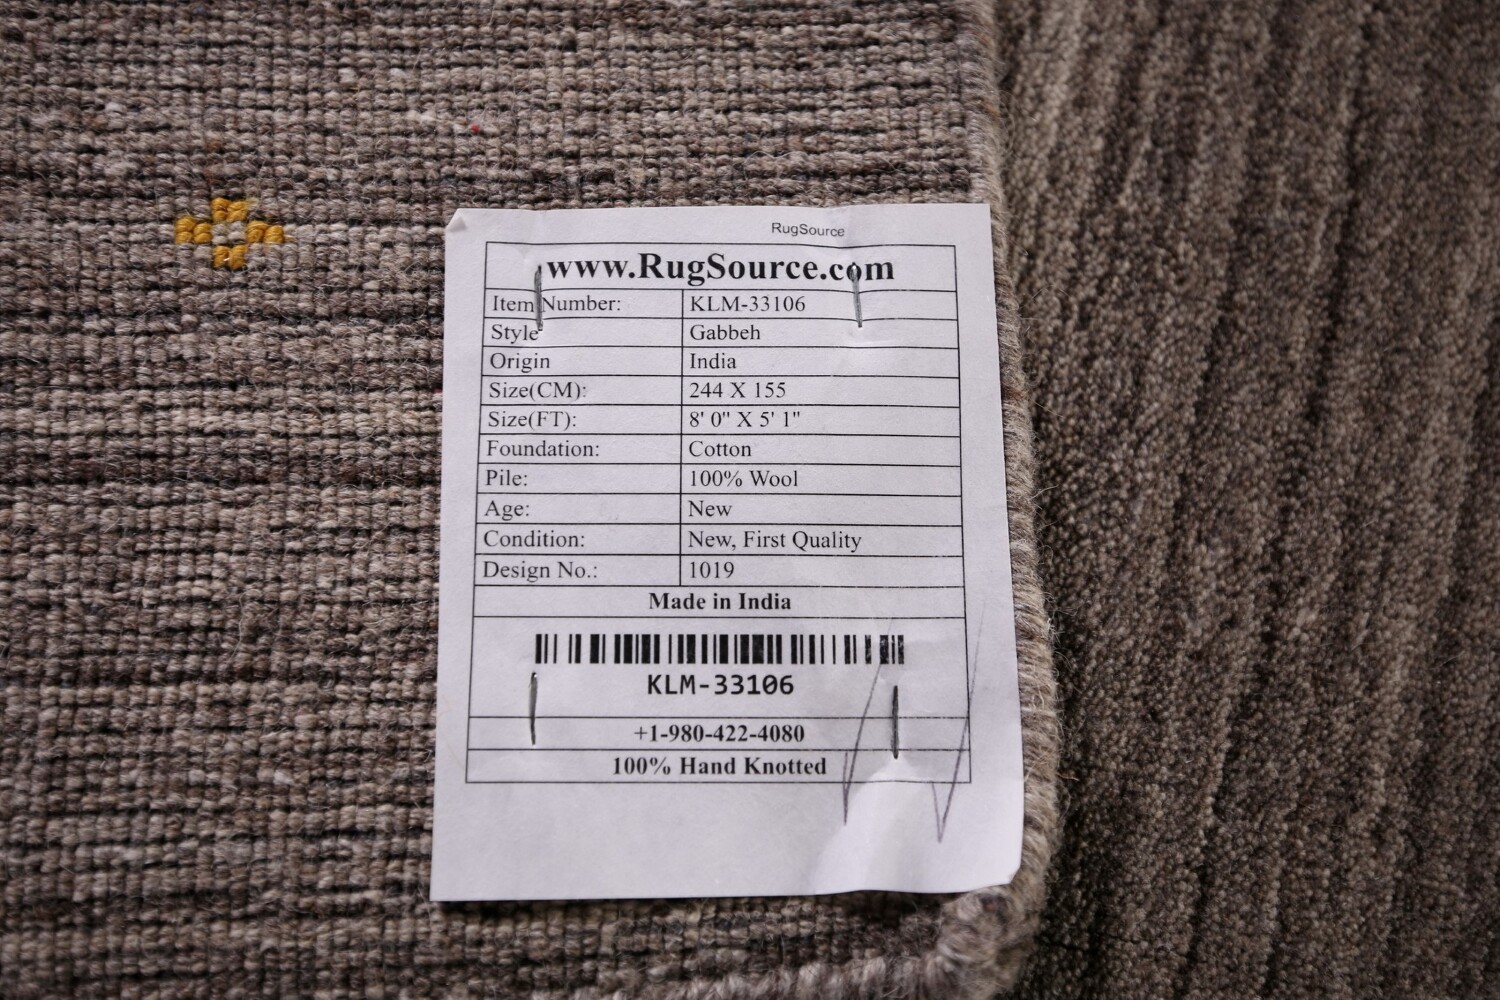 RugSource
www.RugSource.com
Item Number: KLM-33106
Style Gabbeh
Origin India
Size(CM): 244 X 155
Size(FT): 8' 0" X 5' 1"
Foundation: Cotton
Pile: 100% Wool
Age: New
Condition: New, First Quality
Design No.: 1019
Made in India
KLM-33106
+1-980-422-4080
100% Hand Knotted